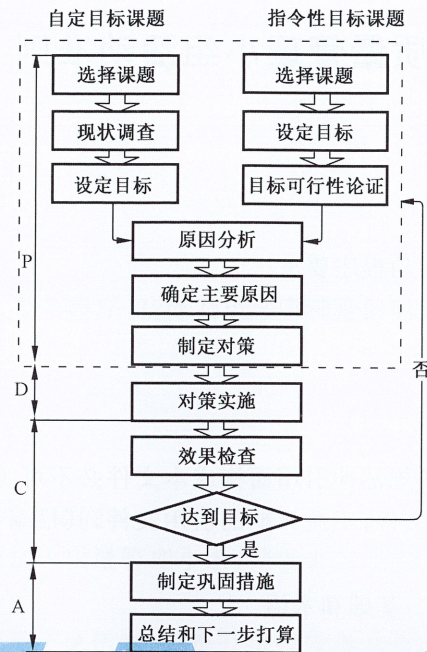 自定目标课题 指令性目标课题
选择课题 选择课题
现状调查 设定目标
设定目标 目标可行性论证
P
原因分析
确定主要原因
制定对策
否
D
对策实施
效果检查
C
达到目标
是
制定巩固措施
A
总结和下一步打算